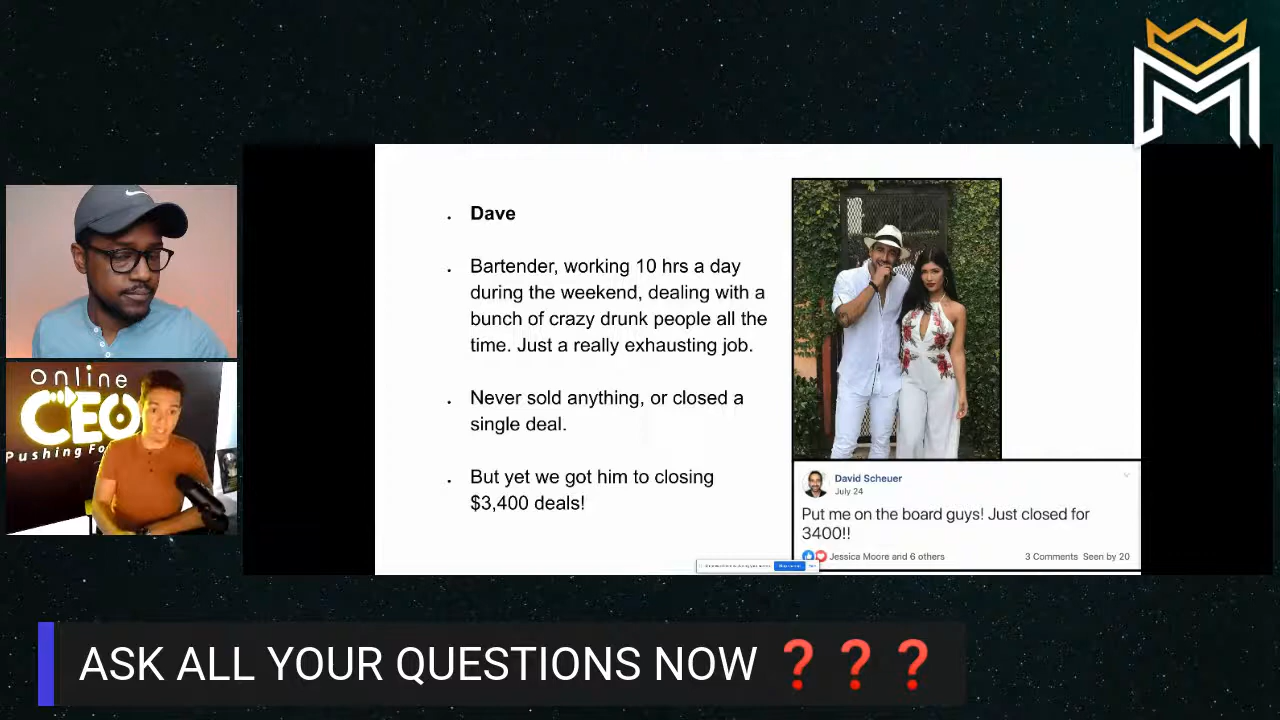 Dave
Bartender, working 10 hrs a day
during the weekend, dealing with a
bunch of crazy drunk people all the
time. Just a really exhausting job.
Never sold anything, or closed a
single deal.
But yet we got him to closing
$3,400 deals!
David Scheuer
July 24
Put me on the board guys! Just closed for
3400!!
Jessica Moore and 6 others 3 Comments Seen by 20
online
CEO
Pushing Fo
ASK ALL YOUR QUESTIONS NOW ❓❓❓